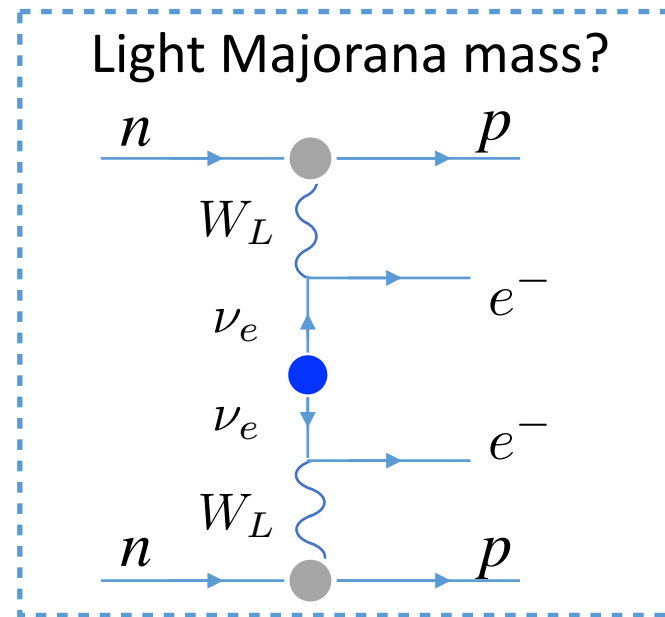 Light Majorana mass?
n p
W_L
e^-
ν_e
ν_e
e^-
W_L
n p